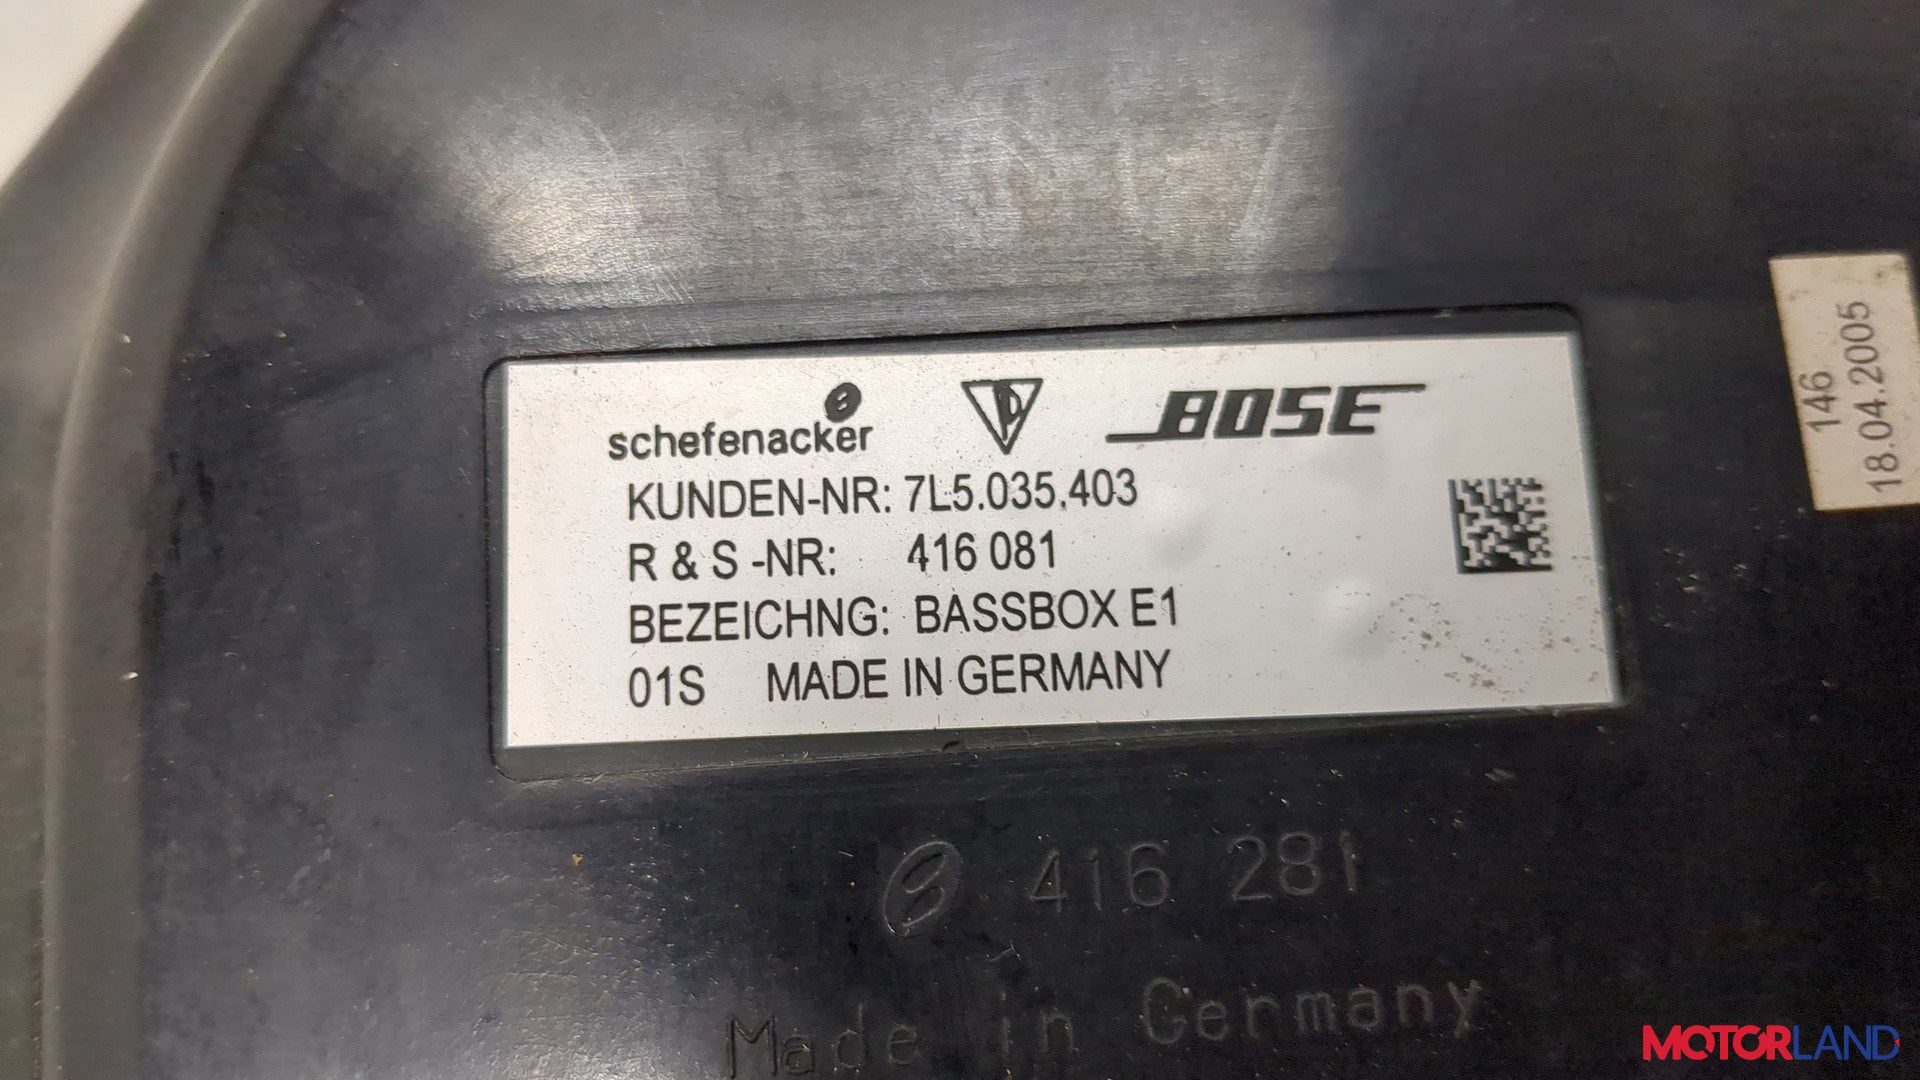 schefenacker BOSE
KUNDEN-NR: 7L5.035.403
R & S -NR: 416 081
BEZEICHNG: BASSBOX E1
01S MADE IN GERMANY
146
18.04.2005
416 281
Made in Germany
MOTORLAND